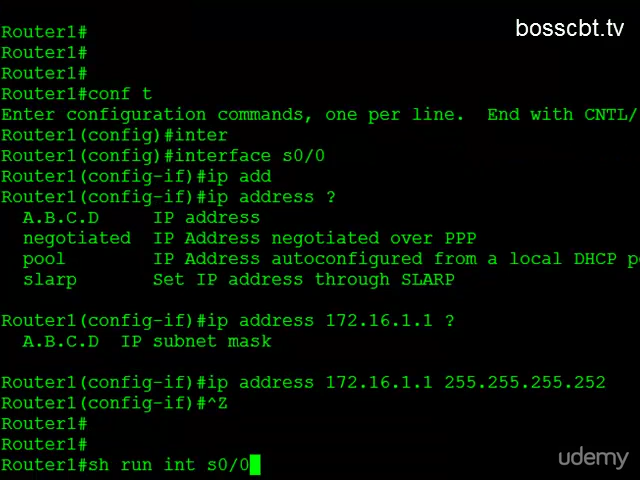 bosscbt.tv
Router1#
Router1#
Router1#
Router1#conf t
Enter configuration commands, one per line.  End with CNTL/
Router1(config)#inter
Router1(config)#interface s0/0
Router1(config-if)#ip add
Router1(config-if)#ip address ?
  A.B.C.D     IP address
  negotiated  IP Address negotiated over PPP
  pool        IP Address autoconfigured from a local DHCP p
  slarp       Set IP address through SLARP
Router1(config-if)#ip address 172.16.1.1 ?
  A.B.C.D  IP subnet mask
Router1(config-if)#ip address 172.16.1.1 255.255.255.252
Router1(config-if)#^Z
Router1#
Router1#
Router1#sh run int s0/0
udemy